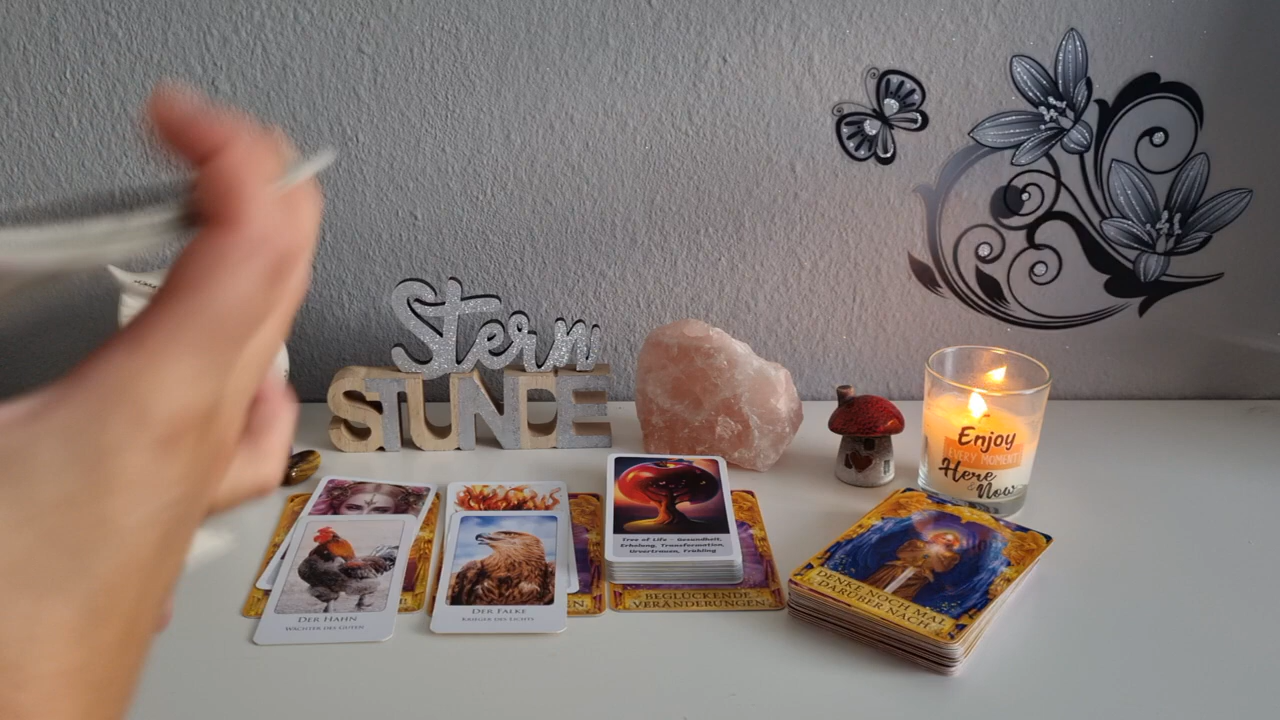 Stern
STUNDE
Enjoy
EVERY MOMENT
Here
& Now
Tree of Life - Gesundheit,
Erholung, Transformation,
Urvertrauen, Frühling
BEGLÜCKENDE
VERÄNDERUNGEN
DENKE NOCH MAL
DARÜBER NACH
DER HAHN
WÄCHTER DES GUTEN
DER FALKE
KRIEGER DES LICHTS